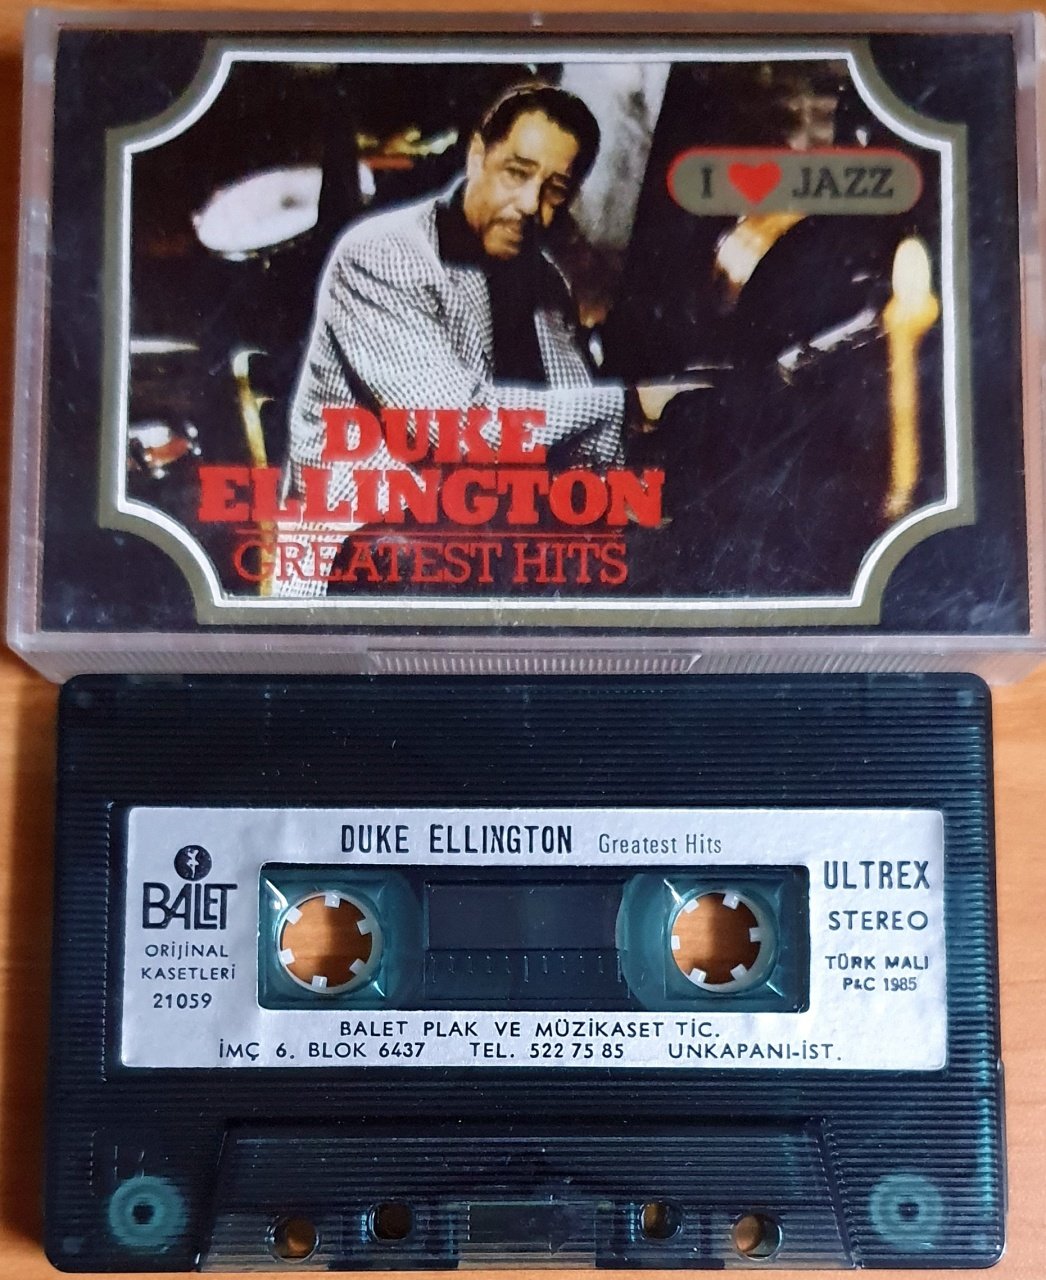 I ♥ JAZZ
DUKE
ELLINGTON
GREATEST HITS
DUKE ELLINGTON Greatest Hits
BALET
ORİJİNAL
KASETLERİ
21059
ULTREX
STEREO
TÜRK MALI
P&C 1985
BALET PLAK VE MÜZİKASET TİC.
İMÇ 6. BLOK 6437 TEL. 522 75 85 UNKAPANI-İST.